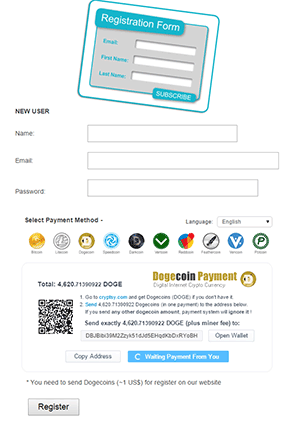 Registration Form
Email:
First Name:
Last Name:
SUBSCRIBE
NEW USER
Name:
Email:
Password:
Select Payment Method -
Language: English
Bitcoin Litecoin Dogecoin Speedcoin Darkcoin Vertcoin Reddcoin Feathercoin Vericoin Potcoin
Dogecoin Payment
Digital Internet Crypto Currency
Total: 4,620.71390922 DOGE
1. Go to cryptsy.com and get Dogecoins (DOGE) if you don't have it.
2. Send 4,620.71390922 Dogecoins (in one payment) to the address below.
If you send any other dogecoin amount, payment system will ignore it !
Send exactly 4,620.71390922 DOGE (plus miner fee) to:
Open Wallet
Copy Address
Waiting Payment From You
* You need to send Dogecoins (~1 US$) for register on our website
Register